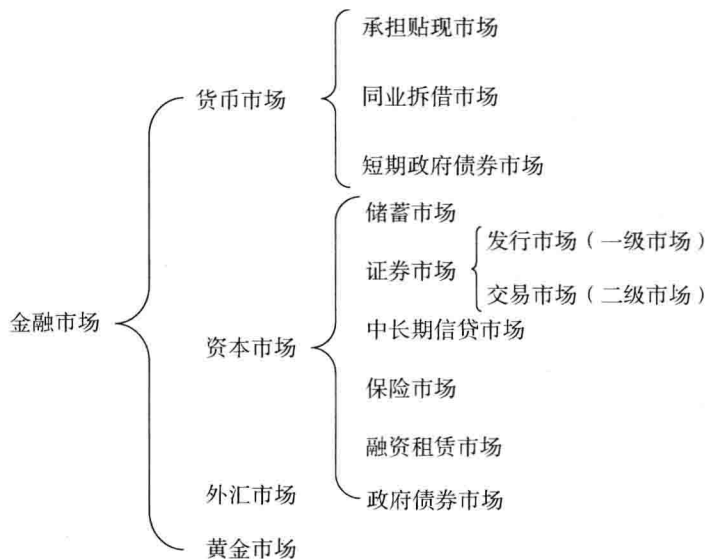 承担贴现市场
货币市场
同业拆借市场
短期政府债券市场
储蓄市场
发行市场（一级市场）
证券市场
交易市场（二级市场）
金融市场
中长期信贷市场
资本市场
保险市场
融资租赁市场
外汇市场
政府债券市场
黄金市场